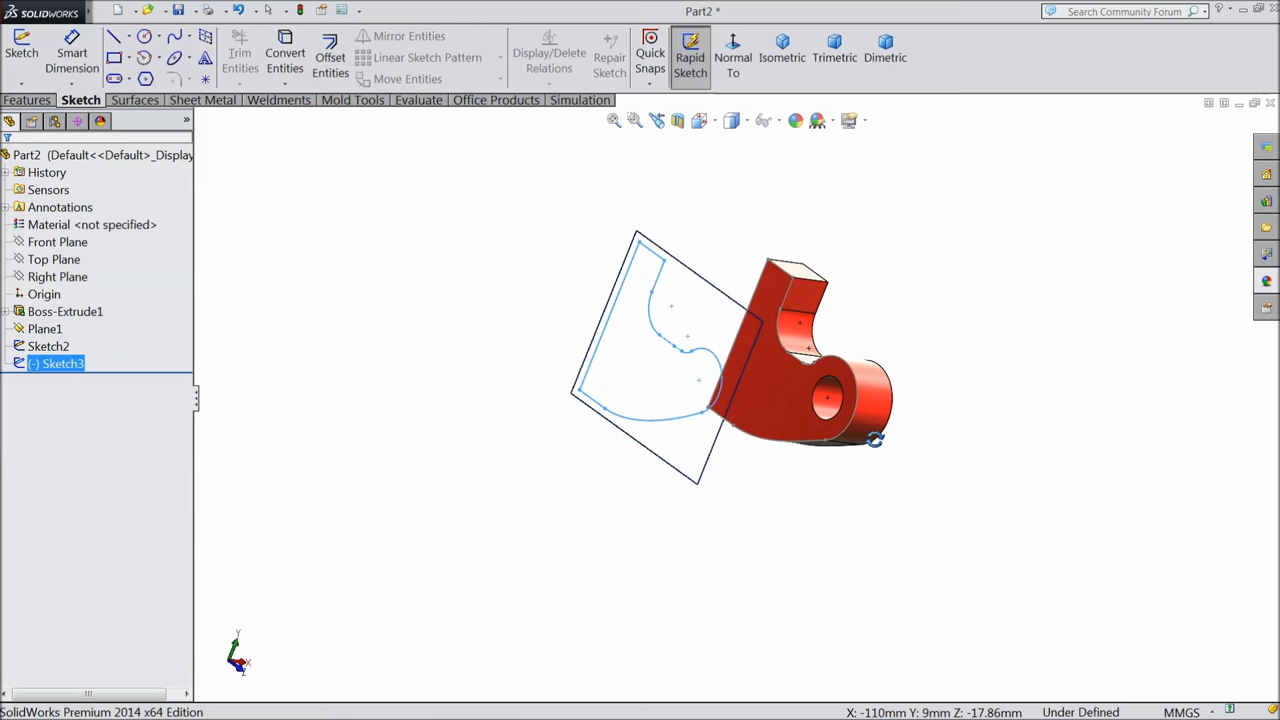 SOLIDWORKS
Part2 *
Search Community Forum
Sketch
Smart Dimension
Trim Entities
Convert Entities
Offset Entities
Mirror Entities
Linear Sketch Pattern
Move Entities
Display/Delete Relations
Repair Sketch
Quick Snaps
Rapid Sketch
Normal To
Isometric
Trimetric
Dimetric
Features
Sketch
Surfaces
Sheet Metal
Weldments
Mold Tools
Evaluate
Office Products
Simulation
Part2 (Default<<Default>_Display
History
Sensors
Annotations
Material <not specified>
Front Plane
Top Plane
Right Plane
Origin
Boss-Extrude1
Plane1
Sketch2
(-) Sketch3
Y
X
Z
SolidWorks Premium 2014 x64 Edition
X: -110mm Y: 9mm Z: -17.86mm
Under Defined
MMGS